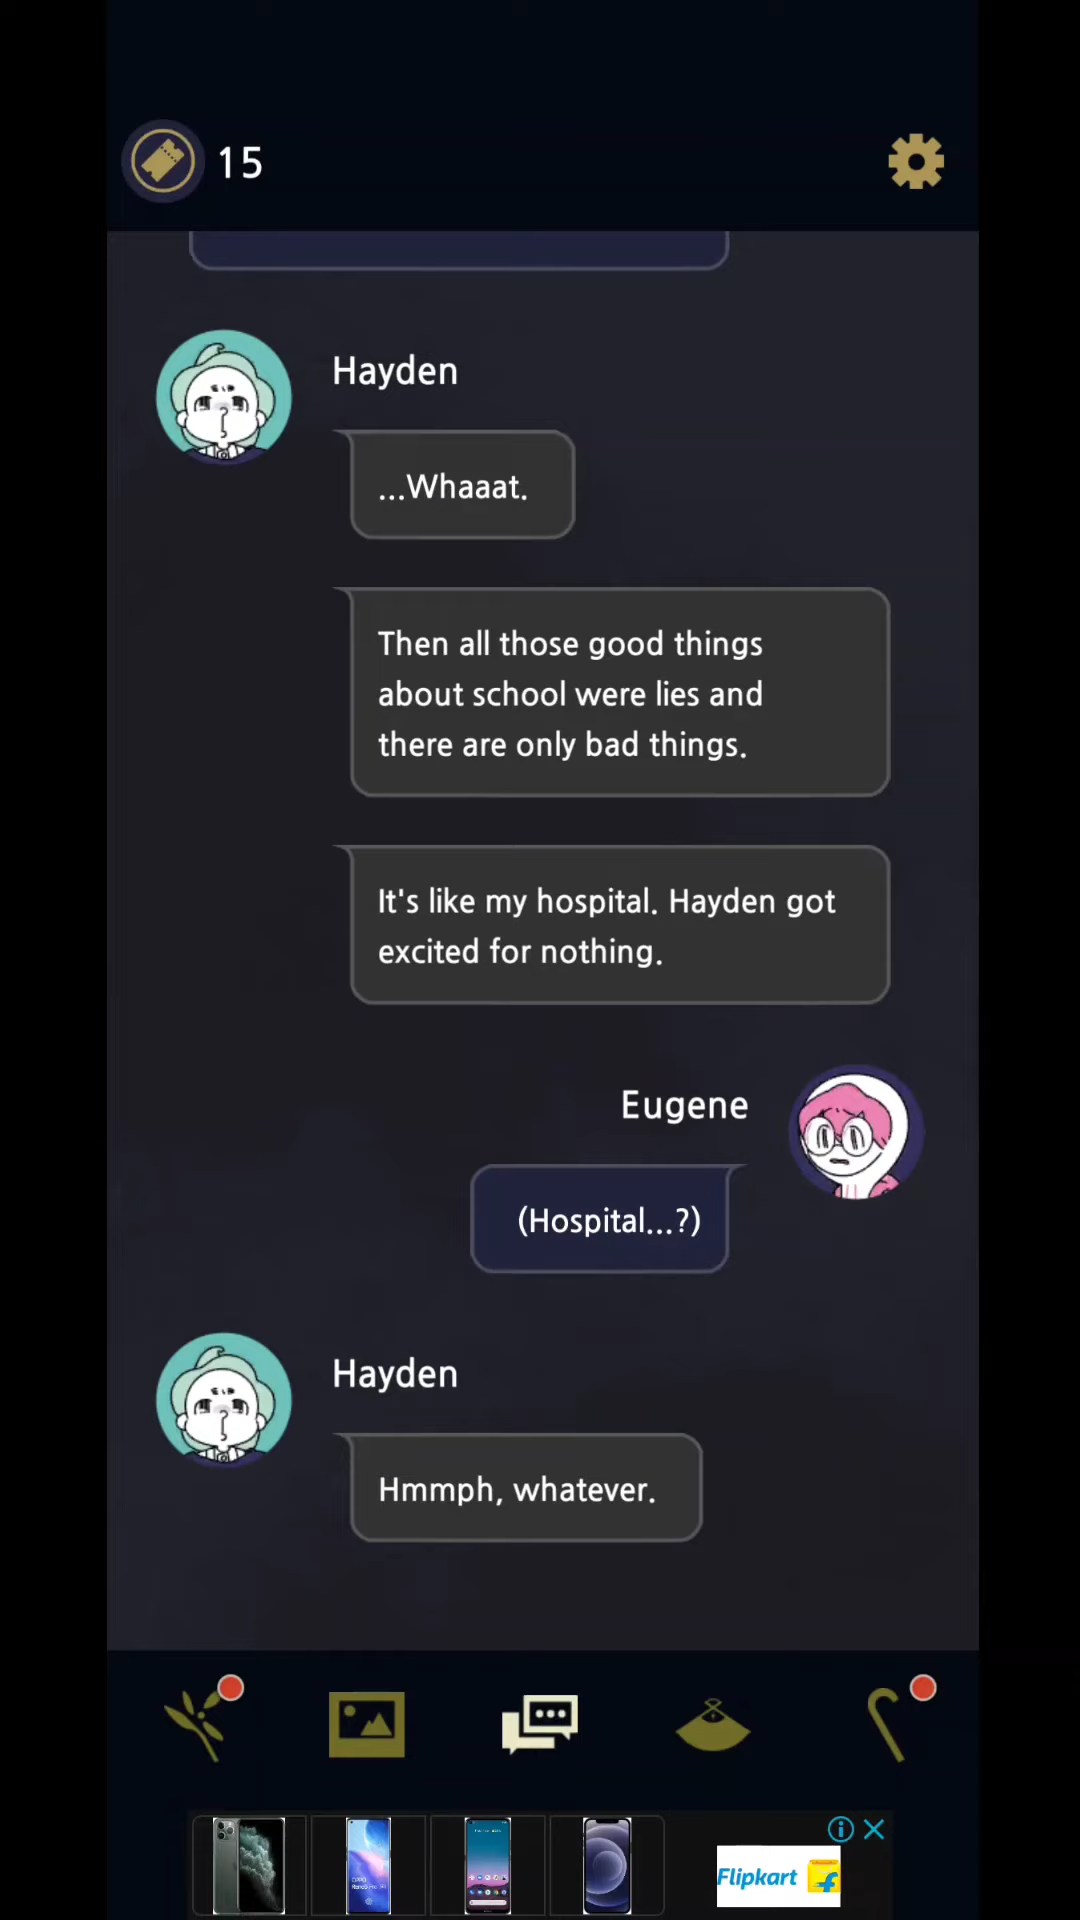 15
Hayden
...Whaaat.
Then all those good things
about school were lies and
there are only bad things.
It's like my hospital. Hayden got
excited for nothing.
Eugene
(Hospital...?)
Hayden
Hmmph, whatever.
Flipkart